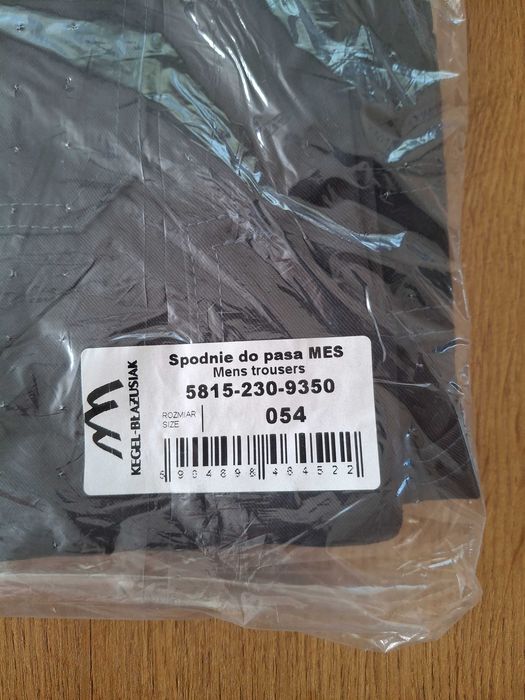 Spodnie do pasa MES
Mens trousers
5815-230-9350
ROZMIAR
SIZE
054
KEGEL-BŁAŻUSIAK
5904898464522